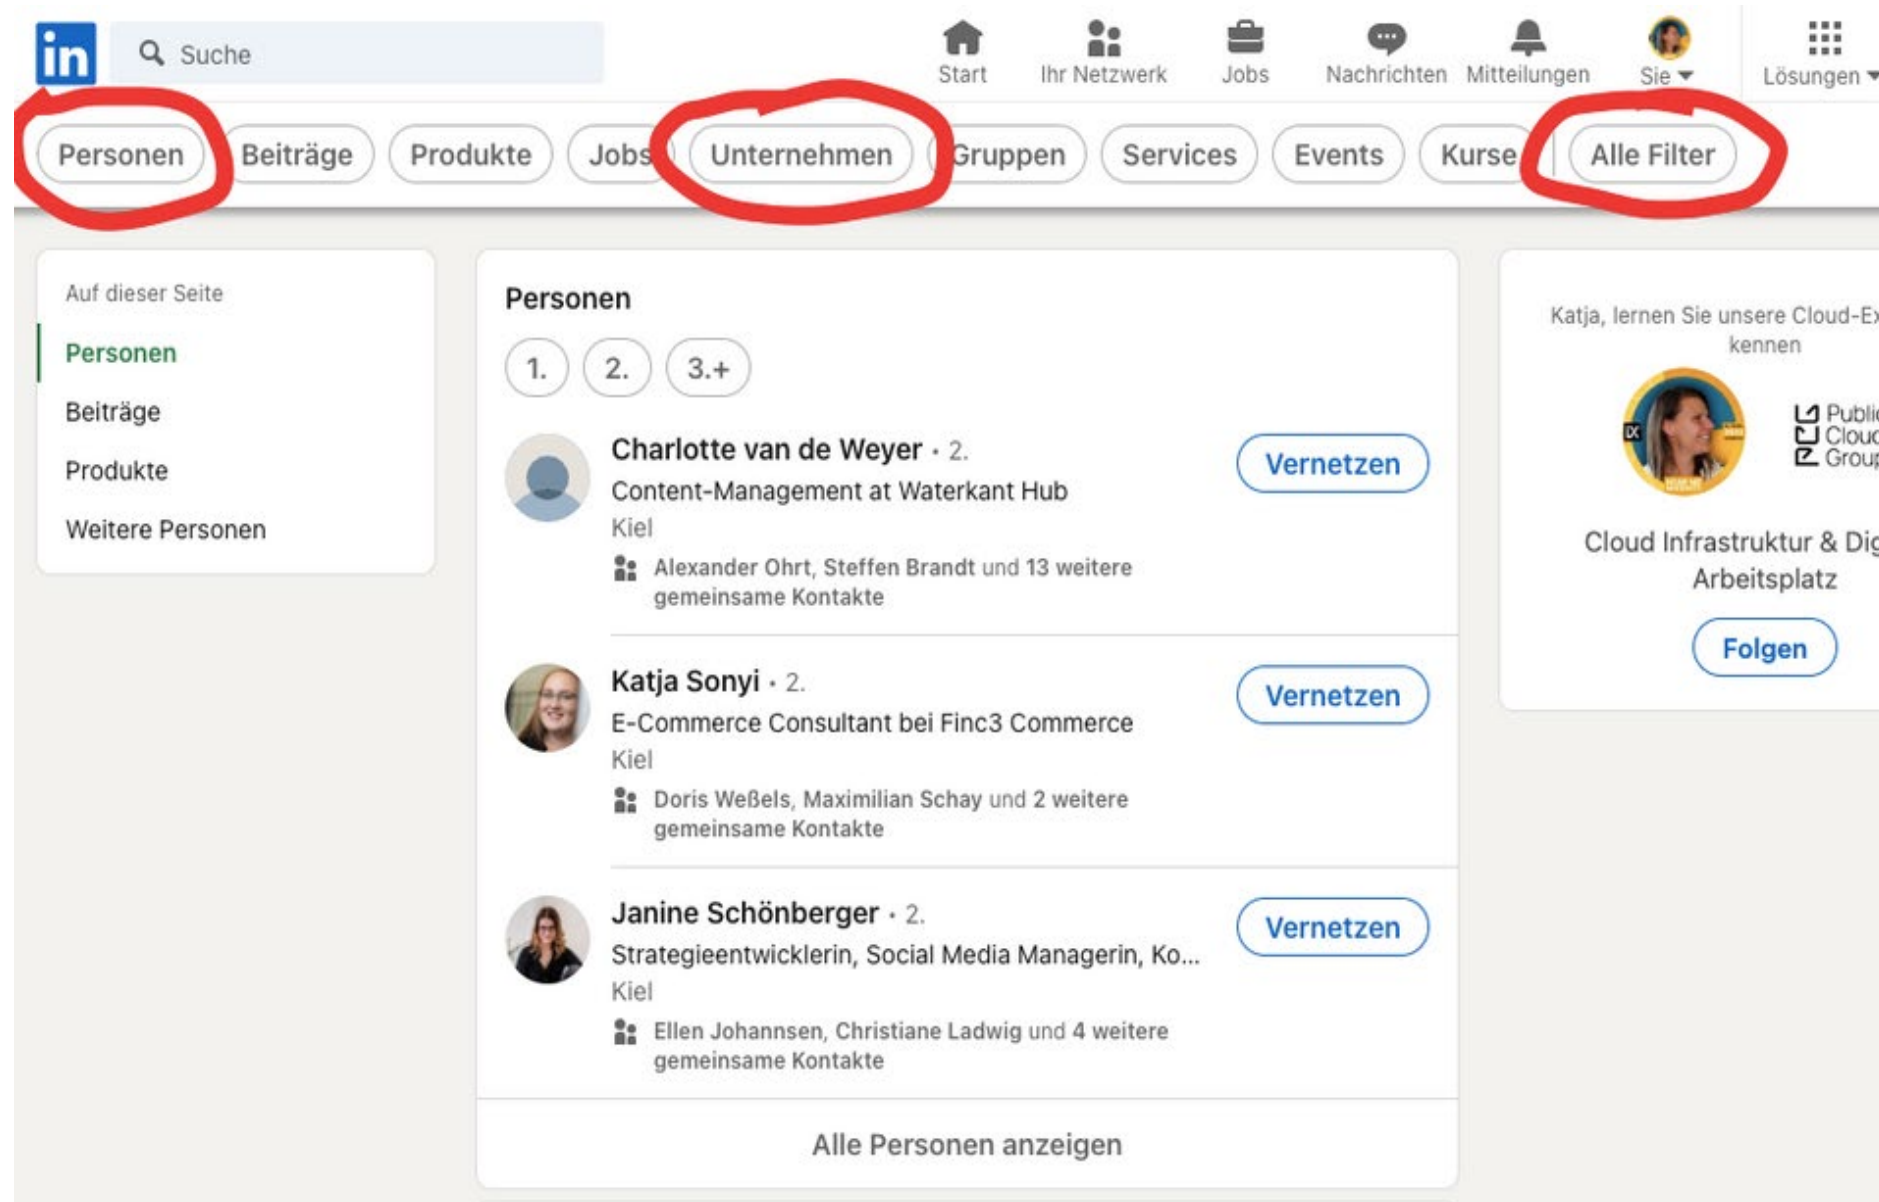 in
Suche
Start
Ihr Netzwerk
Jobs
Nachrichten
Mitteilungen
Sie
Lösungen
Personen
Beiträge
Produkte
Jobs
Unternehmen
Gruppen
Services
Events
Kurse
Alle Filter
Auf dieser Seite
Personen
Beiträge
Produkte
Weitere Personen
Personen
1.
2.
3.+
Charlotte van de Weyer • 2.
Content-Management at Waterkant Hub
Kiel
Alexander Ohrt, Steffen Brandt und 13 weitere
gemeinsame Kontakte
Vernetzen
Katja Sonyi • 2.
E-Commerce Consultant bei Finc3 Commerce
Kiel
Doris Weßels, Maximilian Schay und 2 weitere
gemeinsame Kontakte
Vernetzen
Janine Schönberger • 2.
Strategieentwicklerin, Social Media Managerin, Ko...
Kiel
Ellen Johannsen, Christiane Ladwig und 4 weitere
gemeinsame Kontakte
Vernetzen
Alle Personen anzeigen
Katja, lernen Sie unsere Cloud-Ex
kennen
Public
Cloud
Group
Cloud Infrastruktur & Dig
Arbeitsplatz
Folgen